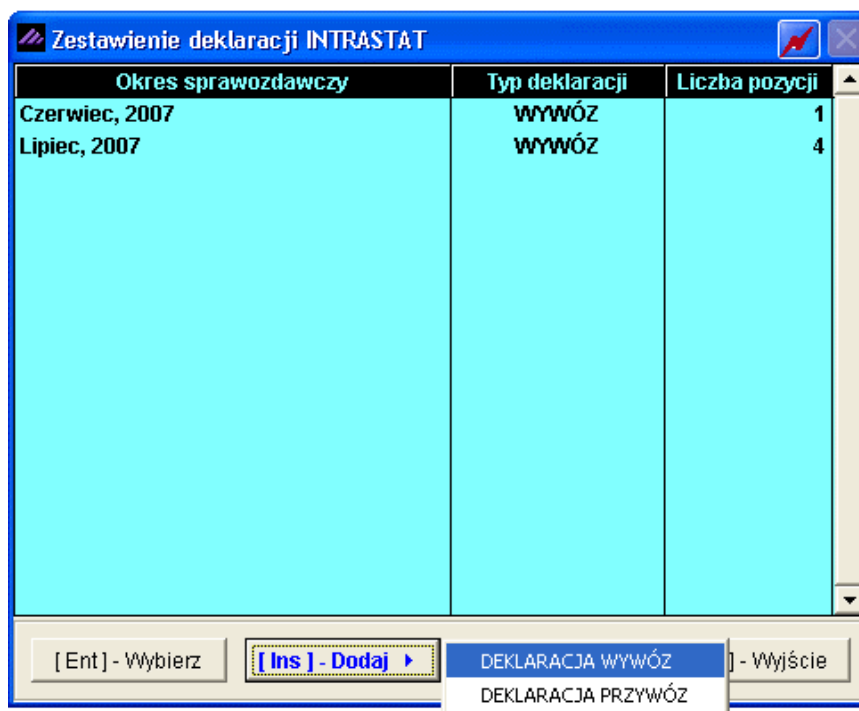 Zestawienie deklaracji INTRASTAT
Okres sprawozdawczy Typ deklaracji Liczba pozycji
Czerwiec, 2007 WYWÓZ 1
Lipiec, 2007 WYWÓZ 4
[ Ent ] - Wybierz [ Ins ] - Dodaj DEKLARACJA WYWÓZ ] - Wyjście
DEKLARACJA PRZYWÓZ